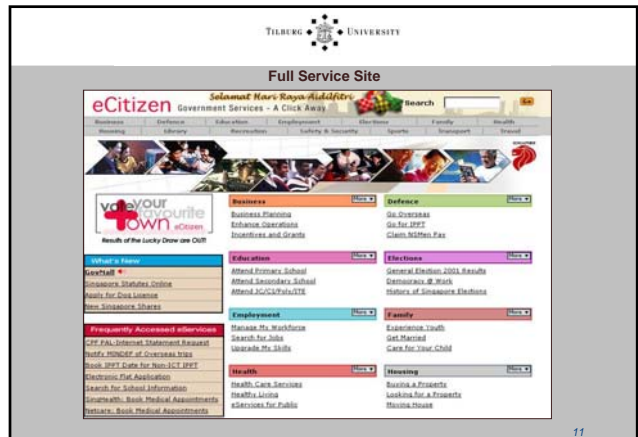 TILBURG UNIVERSITY
Full Service Site
Selamat Hari Raya Aidilfitri
eCitizen Government Services - A Click Away
Search Go
Business Defence Education Employment Elections Family Health
Housing Library Recreation Safety & Security Sports Transport Travel
vote your
favourite
town eCitizen
Results of the Lucky Draw are OUT!
What's New
GovMall
Singapore Statutes Online
Apply for Dog License
New Singapore Shares
Frequently Accessed eServices
CPF PAL-Internet Statement Request
Notify MINDEF of Overseas trips
Book IPPT Date for Non-ICT IPPT
Electronic Flat Application
Search for School Information
SingHealth: Book Medical Appointments
Netcare: Book Medical Appointments
Business More
Business Planning
Enhance Operations
Incentives and Grants
Defence More
Go Overseas
Go for IPPT
Claim NSMen Pay
Education More
Attend Primary School
Attend Secondary School
Attend JC/CI/Poly/ITE
Elections More
General Election 2001 Results
Democracy @ Work
History of Singapore Elections
Employment More
Manage My Workforce
Search for Jobs
Upgrade My Skills
Family More
Experience Youth
Get Married
Care for Your Child
Health More
Health Care Services
Healthy Living
eServices for Public
Housing More
Buying a Property
Looking for a Property
Moving House
11